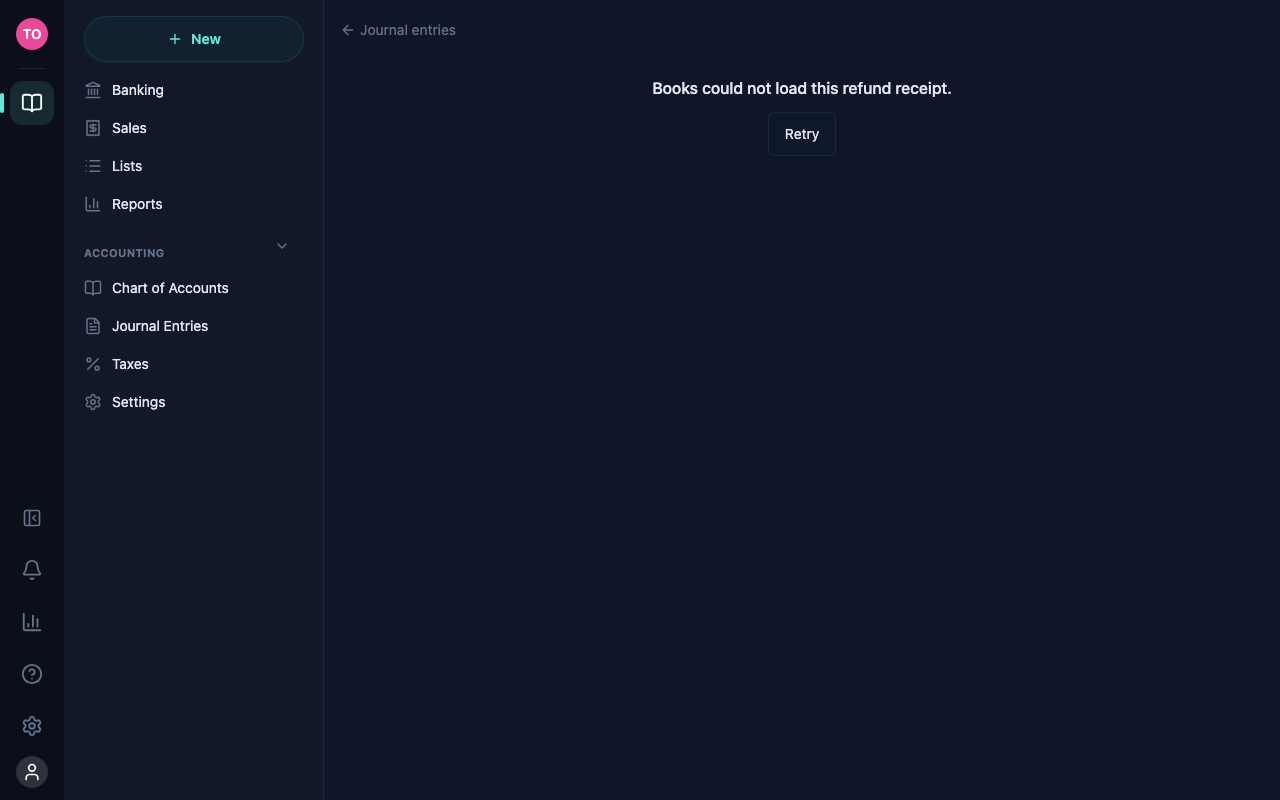 TO
New
Banking
Sales
Lists
Reports
ACCOUNTING
Chart of Accounts
Journal Entries
Taxes
Settings
Journal entries
Books could not load this refund receipt.
Retry